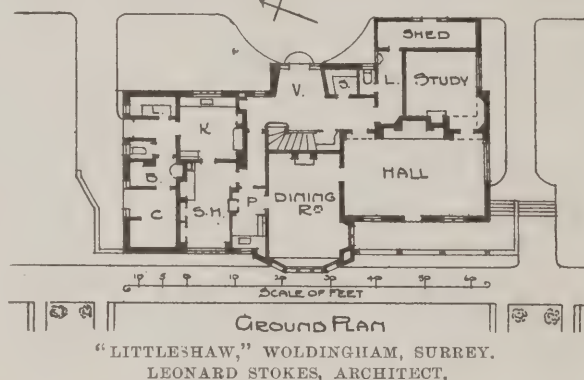 SHED
L. STUDY
V. S.
L. K
HALL
B.
C S.H. P DINING
RM
10 5 0 10 20 30 40 50 60
SCALE OF FEET
GROUND PLAN
"LITTLESHAW," WOLDINGHAM, SURREY.
LEONARD STOKES, ARCHITECT.